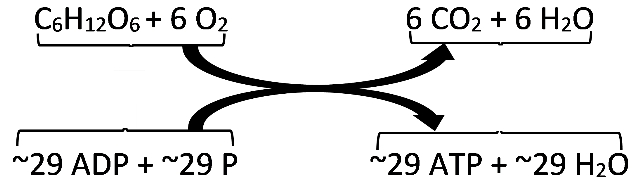 C₆H₁₂O₆ + 6 O₂
6 CO₂ + 6 H₂O
~29 ADP + ~29 P
~29 ATP + ~29 H₂O